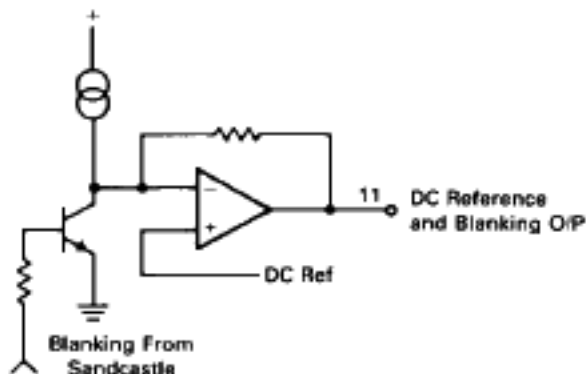 +
−
+
11
DC Reference
and Blanking O/P
DC Ref
Blanking From
Sandcastle